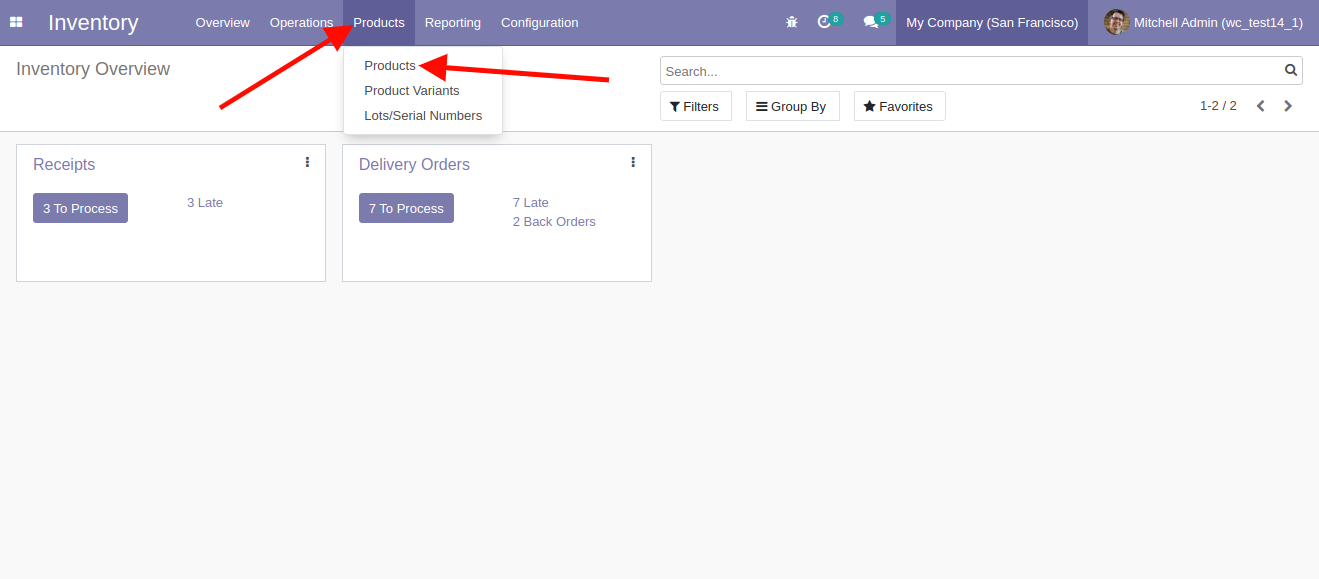 Inventory Overview Operations Products Reporting Configuration 8 5 My Company (San Francisco) Mitchell Admin (wc_test14_1)
Inventory Overview
Products
Product Variants
Lots/Serial Numbers
Search...
Filters Group By Favorites 1-2 / 2
Receipts
3 To Process 3 Late
Delivery Orders
7 To Process 7 Late
2 Back Orders